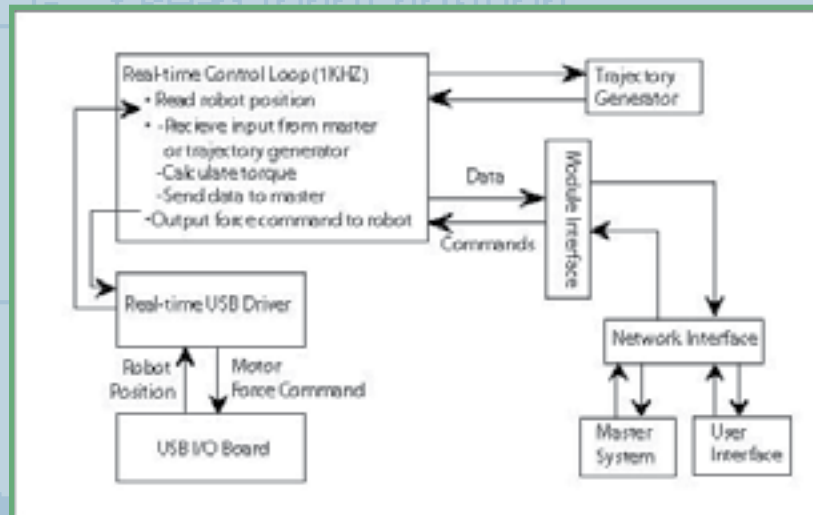 Real-time Control Loop (1KHZ)
• Read robot position
• -Recieve input from master
or trajectory generator
-Calculate torque
-Send data to master
•Output force command to robot
Trajectory
Generator
Data
Commands
Module Interface
Real-time USB Driver
Robot
Position
Motor
Force Command
USB I/O Board
Network Interface
Master
System
User
Interface